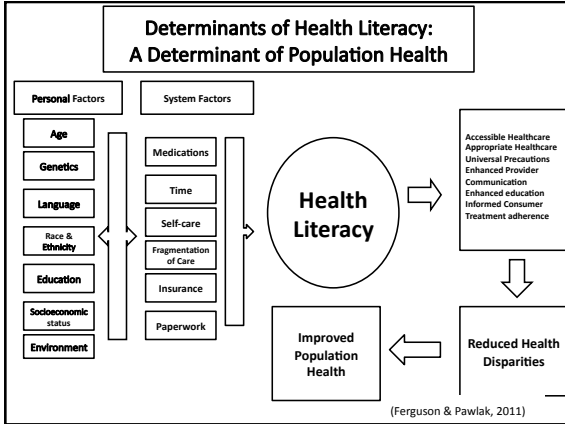 Determinants of Health Literacy:
A Determinant of Population Health
Personal Factors
System Factors
Age
Genetics
Language
Race &
Ethnicity
Education
Socioeconomic
status
Environment
Medications
Time
Self-care
Fragmentation
of Care
Insurance
Paperwork
Health
Literacy
Accessible Healthcare
Appropriate Healthcare
Universal Precautions
Enhanced Provider
Communication
Enhanced education
Informed Consumer
Treatment adherence
Reduced Health
Disparities
Improved
Population
Health
(Ferguson & Pawlak, 2011)